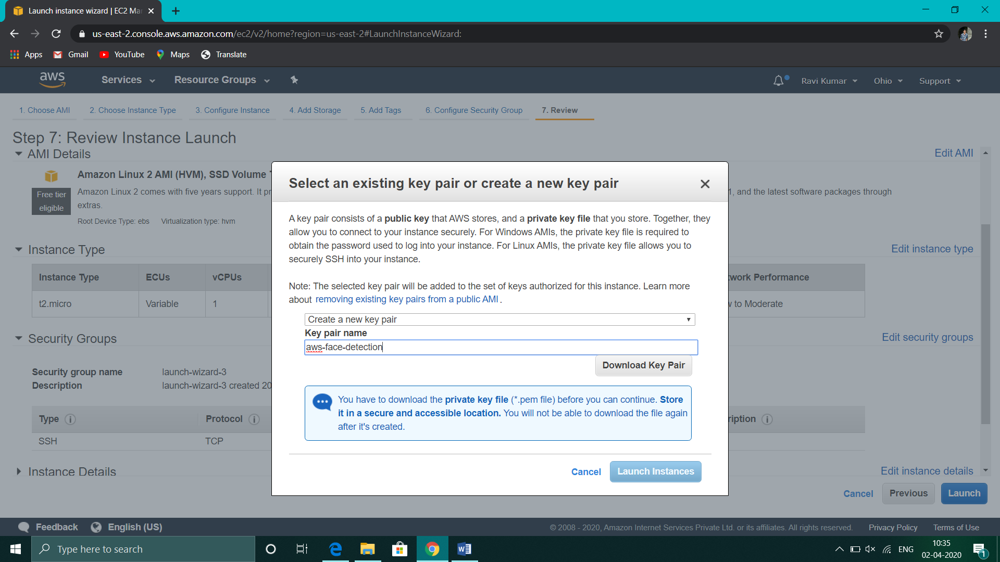 Launch instance wizard | EC2 Mar
us-east-2.console.aws.amazon.com/ec2/v2/home?region=us-east-2#LaunchInstanceWizard:
Apps Gmail YouTube Maps Translate
aws Services Resource Groups Ravi Kumar Ohio Support
1. Choose AMI 2. Choose Instance Type 3. Configure Instance 4. Add Storage 5. Add Tags 6. Configure Security Group 7. Review
Step 7: Review Instance Launch
AMI Details Edit AMI
Amazon Linux 2 AMI (HVM), SSD Volume
Free tier eligible
Amazon Linux 2 comes with five years support. It pr 1, and the latest software packages through
extras.
Root Device Type: ebs Virtualization type: hvm
Instance Type Edit instance type
Instance Type ECUs vCPUs work Performance
t2.micro Variable 1 to Moderate
Security Groups Edit security groups
Security group name launch-wizard-3
Description launch-wizard-3 created 20
Type Protocol ription
SSH TCP
Instance Details Edit instance details
Cancel Previous Launch
Select an existing key pair or create a new key pair
A key pair consists of a public key that AWS stores, and a private key file that you store. Together, they
allow you to connect to your instance securely. For Windows AMIs, the private key file is required to
obtain the password used to log into your instance. For Linux AMIs, the private key file allows you to
securely SSH into your instance.
Note: The selected key pair will be added to the set of keys authorized for this instance. Learn more
about removing existing key pairs from a public AMI .
Create a new key pair
Key pair name
aws-face-detection
Download Key Pair
You have to download the private key file (*.pem file) before you can continue. Store
it in a secure and accessible location. You will not be able to download the file again
after it's created.
Cancel Launch Instances
Feedback English (US) © 2008 - 2020, Amazon Internet Services Private Ltd. or its affiliates. All rights reserved. Privacy Policy Terms of Use
Type here to search
ENG
10:35
02-04-2020
1